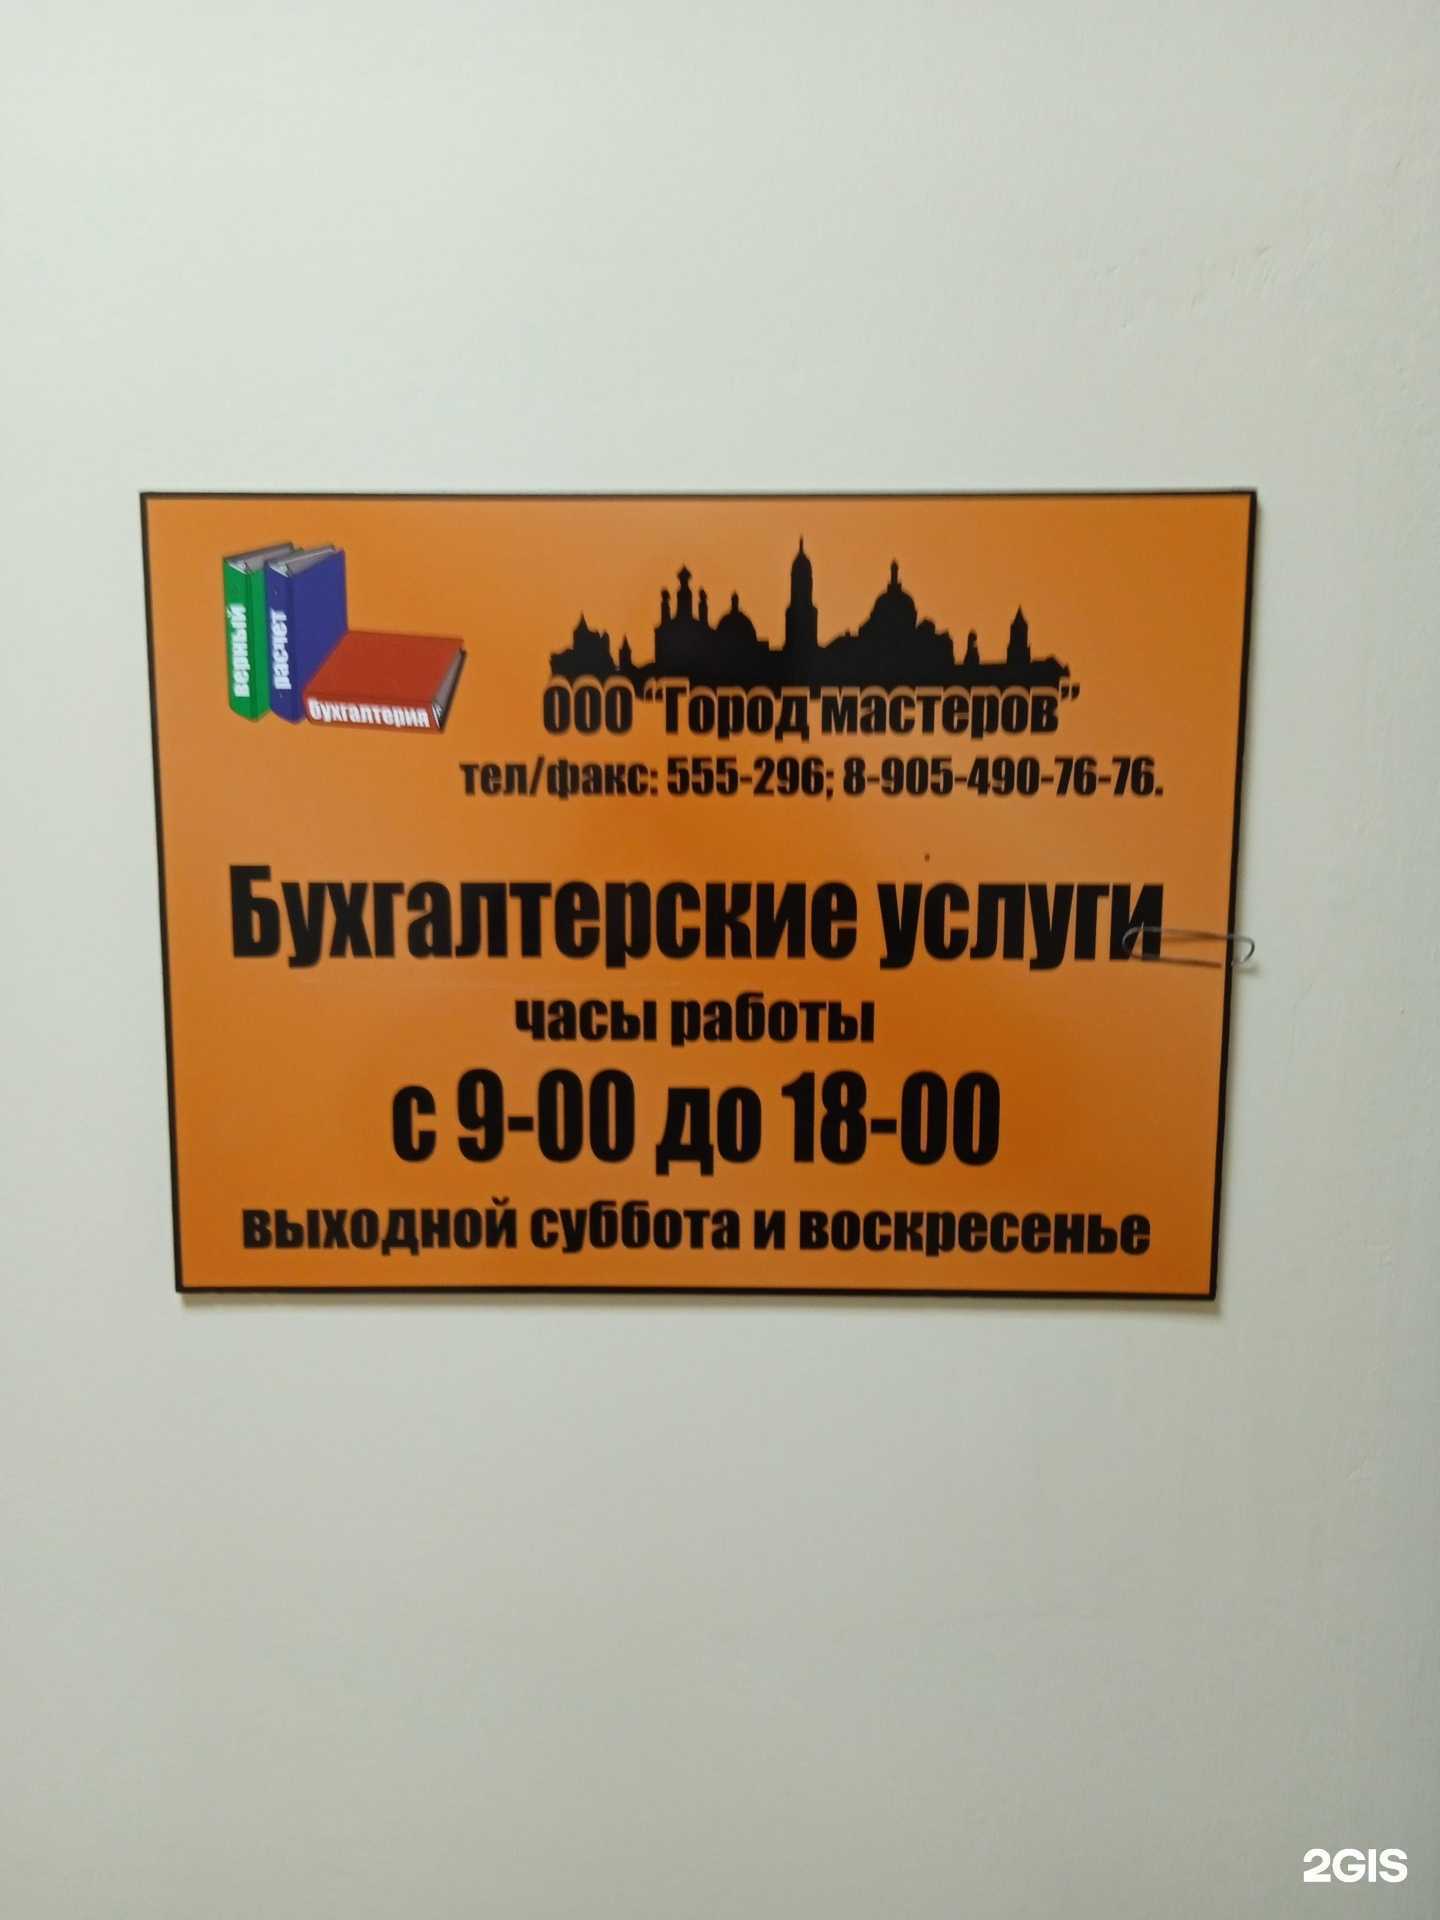 верный
расчет
бухгалтерия
ООО "Город мастеров"
тел/факс: 555-296; 8-905-490-76-76.
Бухгалтерские услуги
часы работы
с 9-00 до 18-00
выходной суббота и воскресенье
2GIS